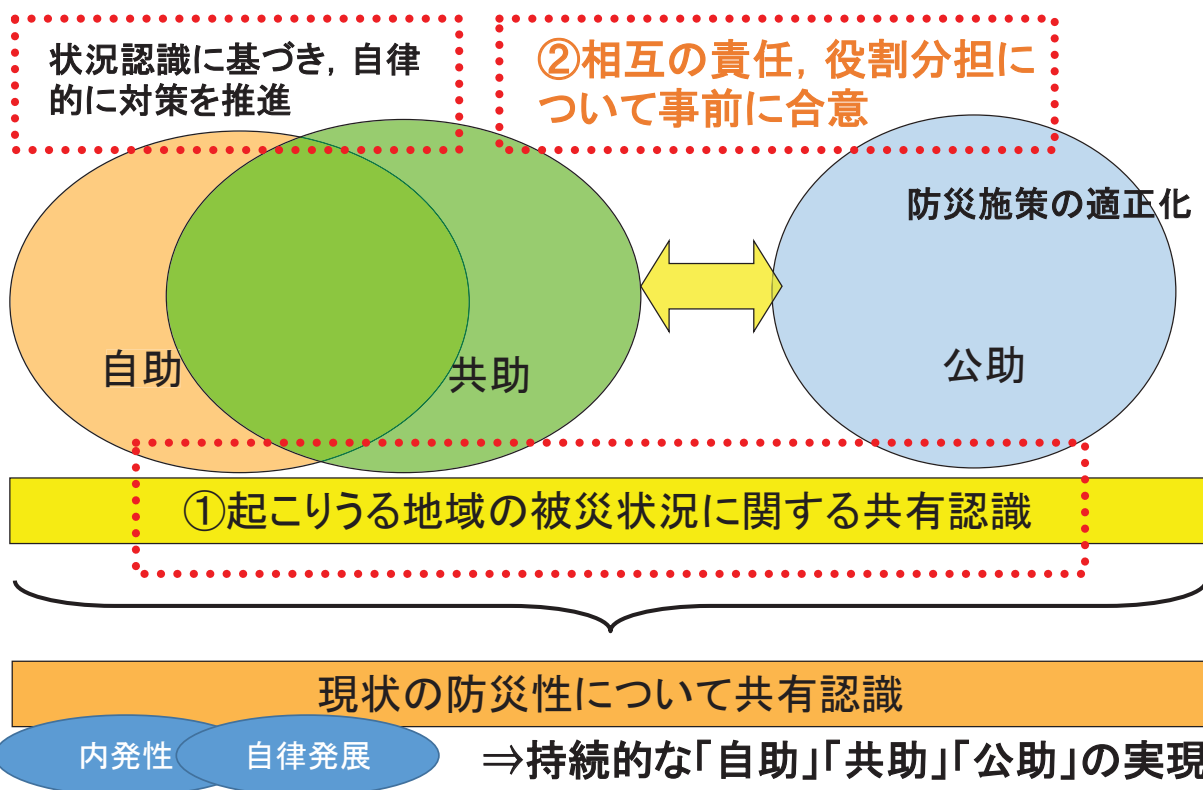 状況認識に基づき，自律
的に対策を推進
②相互の責任，役割分担に
ついて事前に合意
防災施策の適正化
自助
共助
公助
①起こりうる地域の被災状況に関する共有認識
現状の防災性について共有認識
内発性
自律発展
⇒持続的な「自助」「共助」「公助」の実現